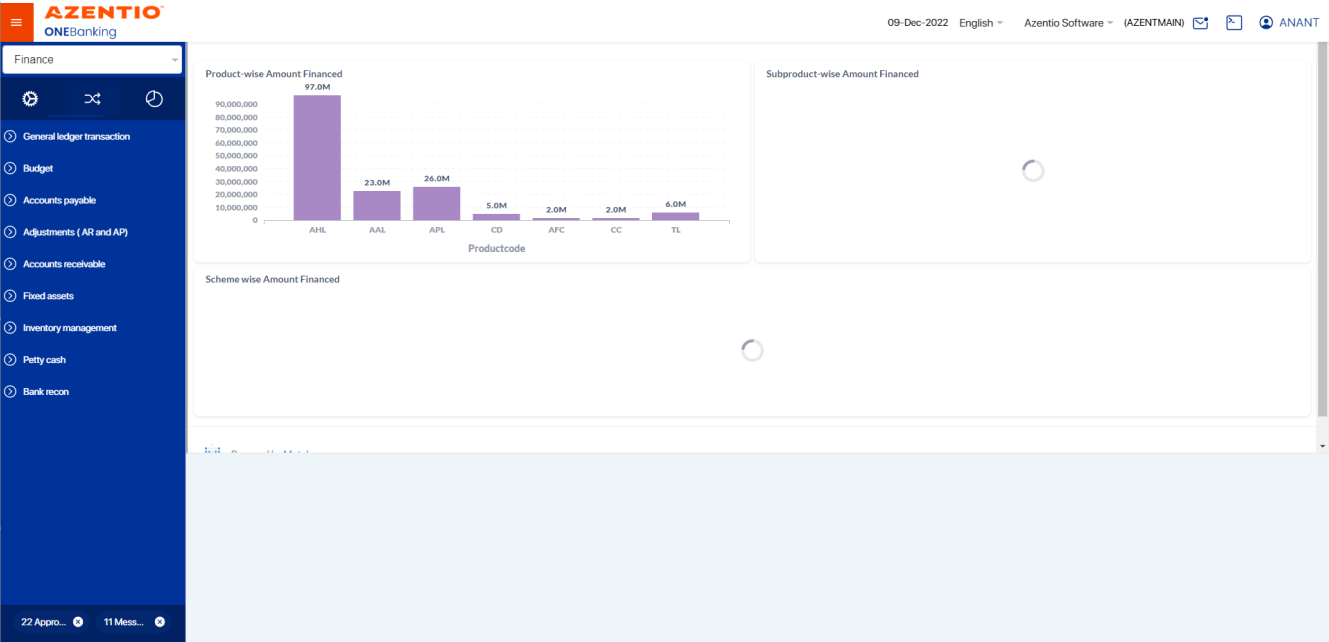 AZENTIO
ONEBanking
09-Dec-2022 English Azentio Software (AZENTMAIN) ANANT
Finance
General ledger transaction
Budget
Accounts payable
Adjustments ( AR and AP)
Accounts receivable
Fixed assets
Inventory management
Petty cash
Bank recon
22 Appro...
11 Mess...
Product-wise Amount Financed
97.0M
90,000,000
80,000,000
70,000,000
60,000,000
50,000,000
40,000,000
30,000,000
20,000,000
10,000,000
0
23.0M
26.0M
5.0M
2.0M
2.0M
6.0M
AHL AAL APL CD AFC CC TL
Productcode
Subproduct-wise Amount Financed
Scheme wise Amount Financed